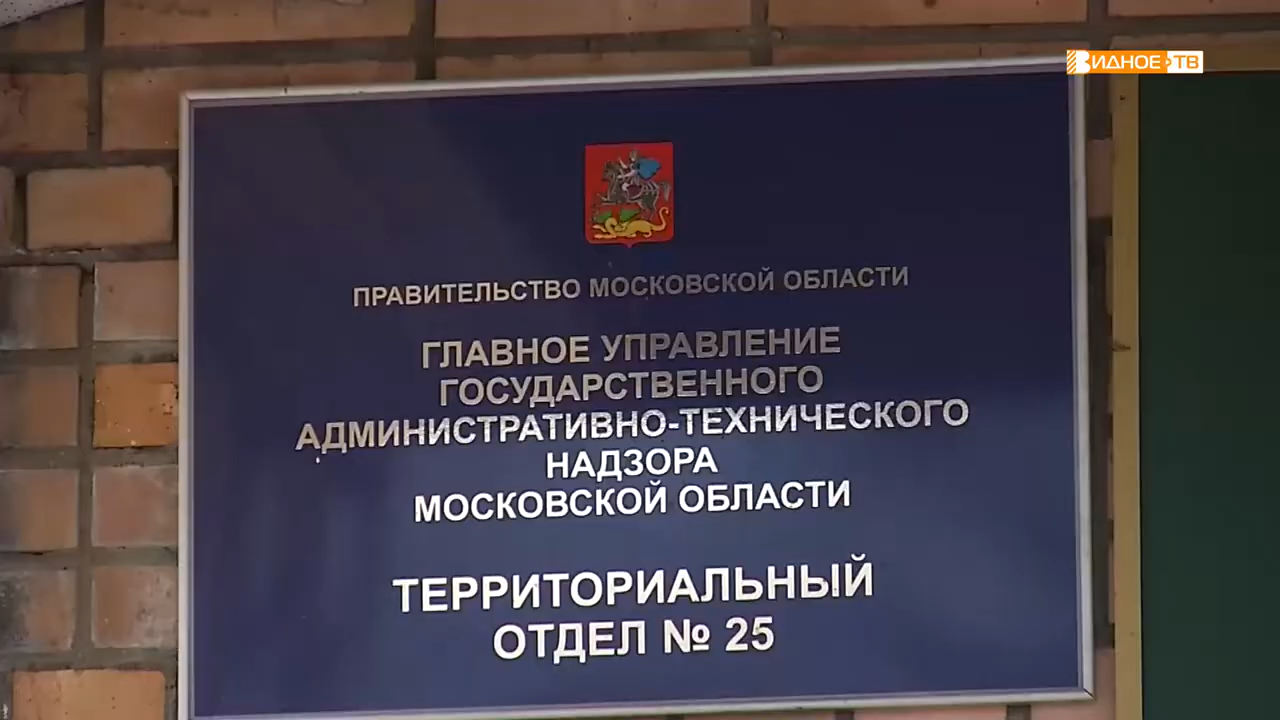 ВИДНОЕ·ТВ
ПРАВИТЕЛЬСТВО МОСКОВСКОЙ ОБЛАСТИ
ГЛАВНОЕ УПРАВЛЕНИЕ
ГОСУДАРСТВЕННОГО
АДМИНИСТРАТИВНО-ТЕХНИЧЕСКОГО
НАДЗОРА
МОСКОВСКОЙ ОБЛАСТИ
ТЕРРИТОРИАЛЬНЫЙ
ОТДЕЛ № 25